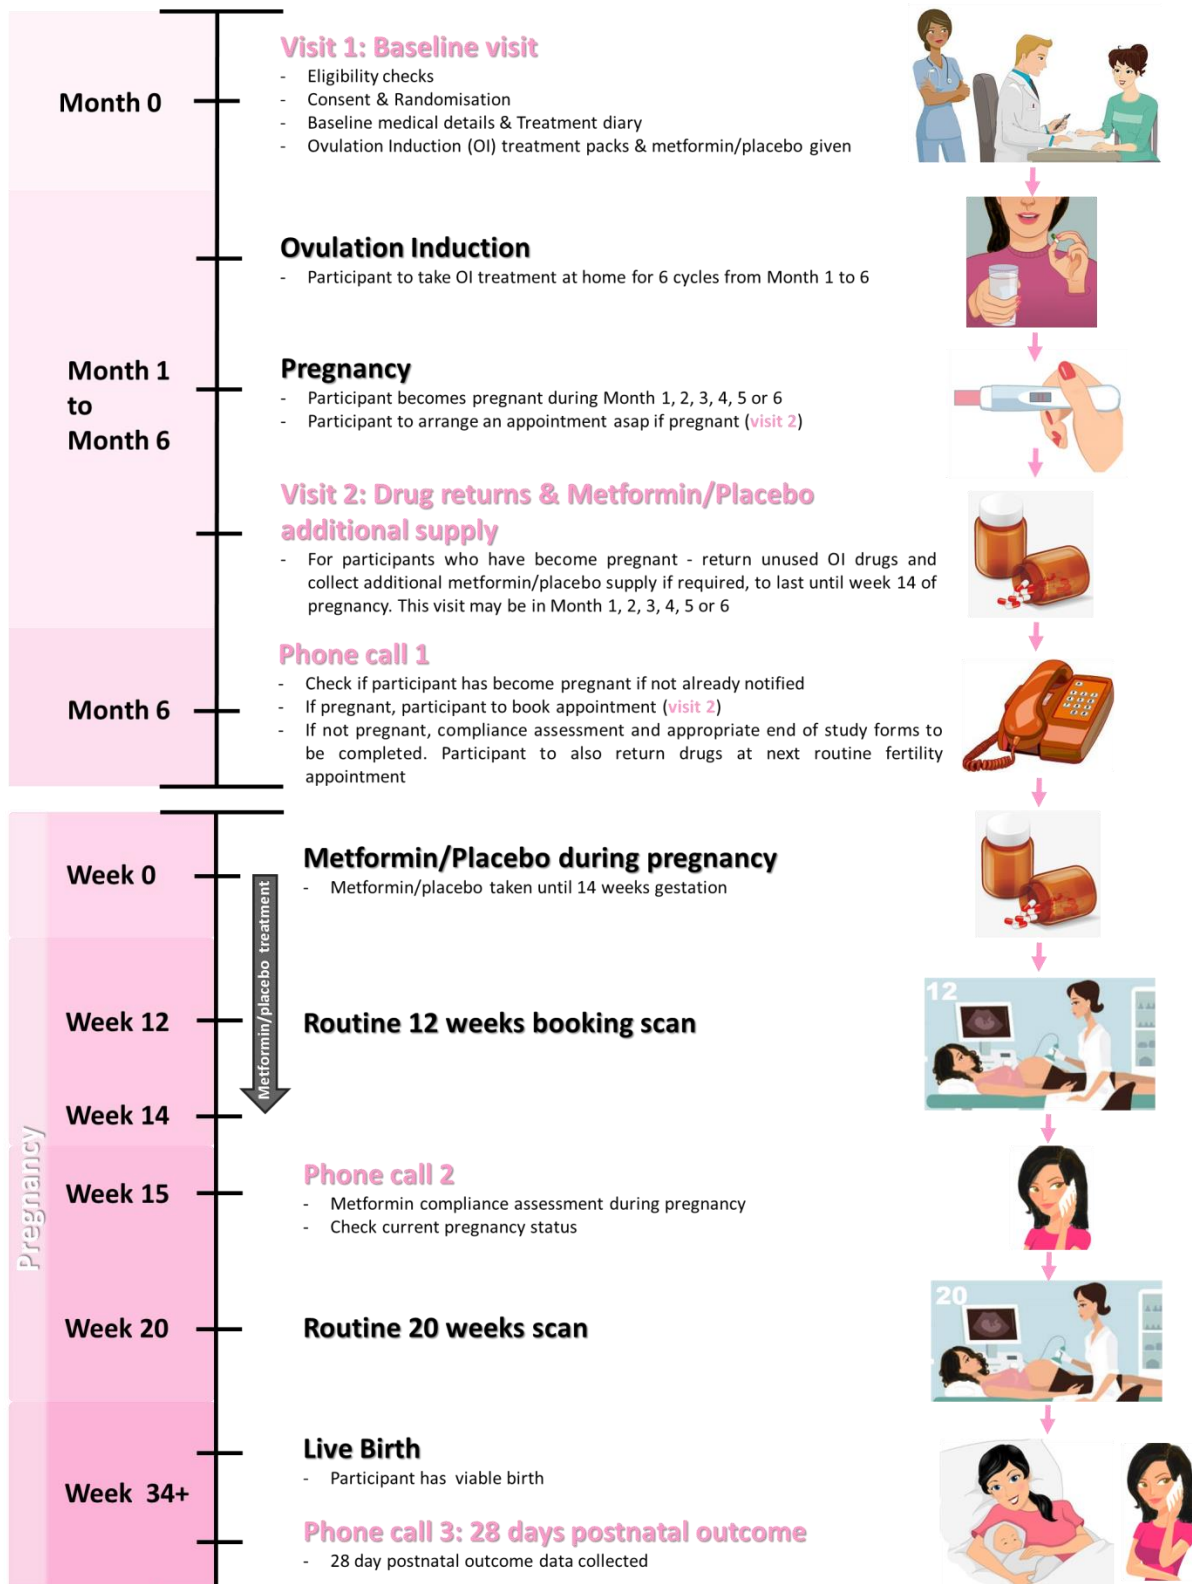 Visit 1: Baseline visit
- Eligibility checks
Month 0
- Consent & Randomisation
- Baseline medical details & Treatment diary
- Ovulation Induction (OI) treatment packs & metformin/placebo given
Ovulation Induction
- Participant to take OI treatment at home for 6 cycles from Month 1 to 6
Month 1
to
Month 6
Pregnancy
- Participant becomes pregnant during Month 1, 2, 3, 4, 5 or 6
- Participant to arrange an appointment asap if pregnant (visit 2)
Visit 2: Drug returns & Metformin/Placebo
additional supply
- For participants who have become pregnant - return unused OI drugs and
collect additional metformin/placebo supply if required, to last until week 14 of
pregnancy. This visit may be in Month 1, 2, 3, 4, 5 or 6
Month 6
Phone call 1
- Check if participant has become pregnant if not already notified
- If pregnant, participant to book appointment (visit 2)
- If not pregnant, compliance assessment and appropriate end of study forms to
be completed. Participant to also return drugs at next routine fertility
appointment
Pregnancy
Week 0
Metformin/Placebo during pregnancy
- Metformin/placebo taken until 14 weeks gestation
Metformin/placebo treatment
Week 12
Routine 12 weeks booking scan
12
Week 14
Week 15
Phone call 2
- Metformin compliance assessment during pregnancy
- Check current pregnancy status
Week 20
Routine 20 weeks scan
20
Week 34+
Live Birth
- Participant has viable birth
Phone call 3: 28 days postnatal outcome
- 28 day postnatal outcome data collected